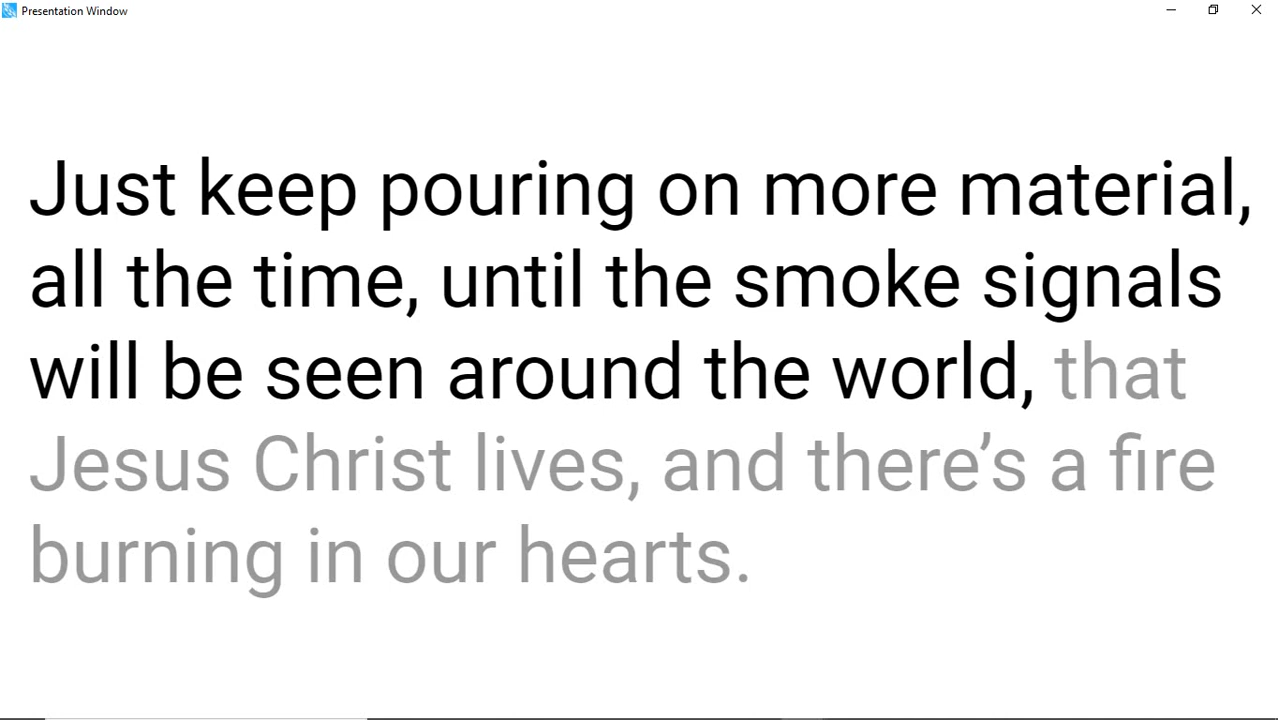 Presentation Window
Just keep pouring on more material,
all the time, until the smoke signals
will be seen around the world, that
Jesus Christ lives, and there’s a fire
burning in our hearts.